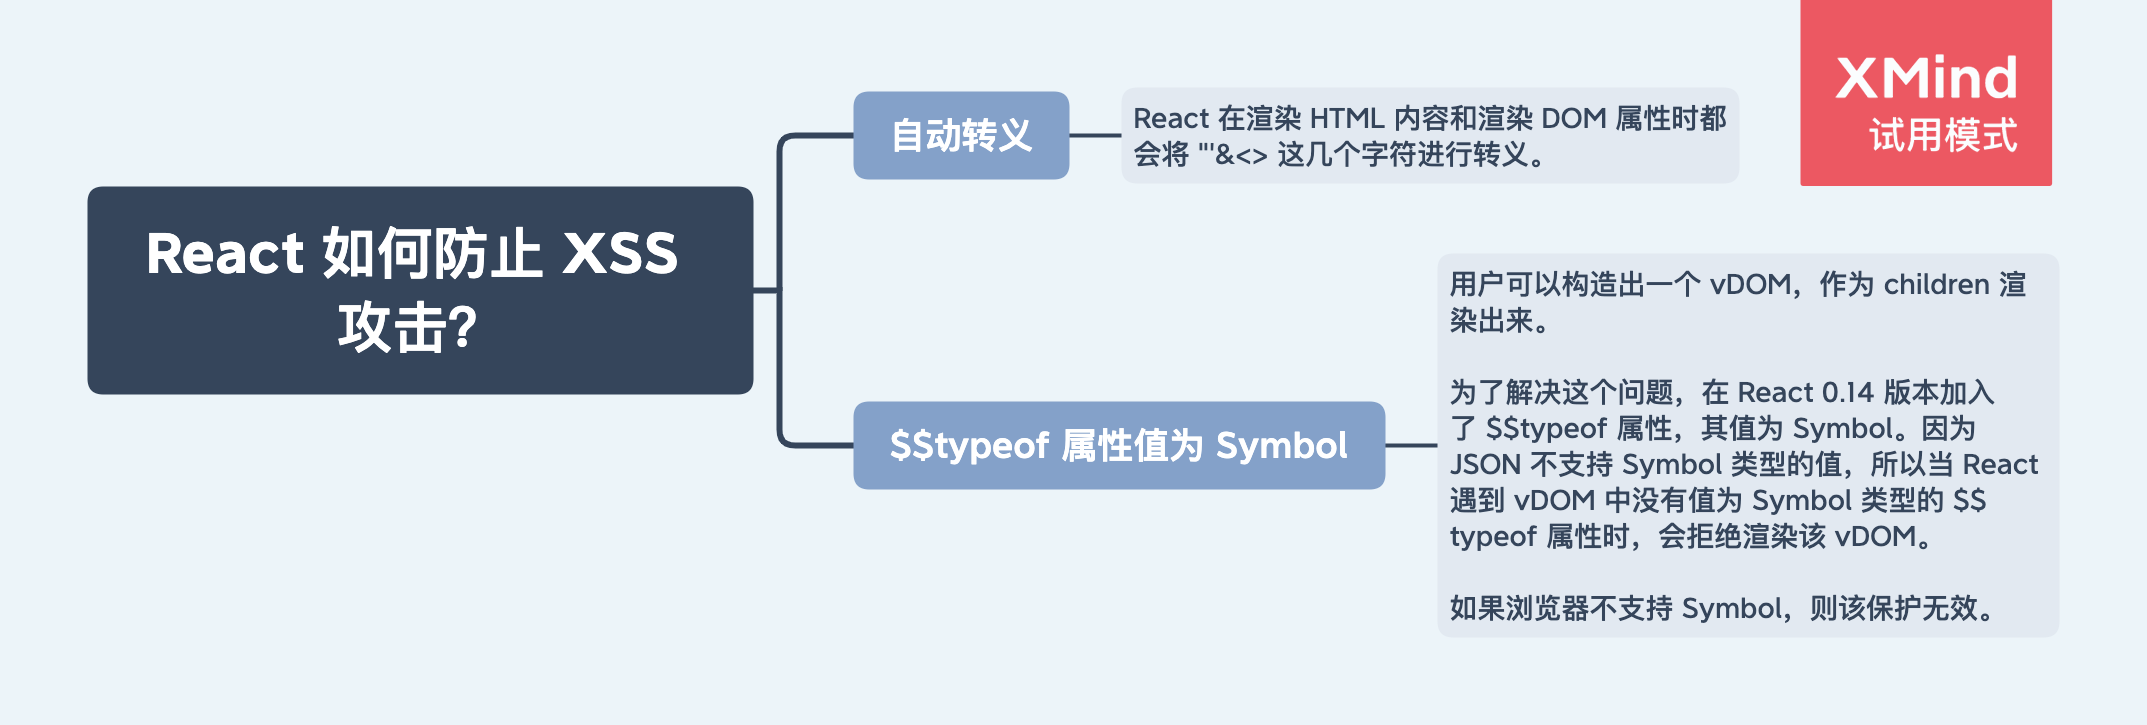 React 如何防止 XSS
攻击?
自动转义
React 在渲染 HTML 内容和渲染 DOM 属性时都
会将 "'&<> 这几个字符进行转义。
XMind
试用模式
$$typeof 属性值为 Symbol
用户可以构造出一个 vDOM，作为 children 渲
染出来。
为了解决这个问题，在 React 0.14 版本加入
了 $$typeof 属性，其值为 Symbol。因为
JSON 不支持 Symbol 类型的值，所以当 React
遇到 vDOM 中没有值为 Symbol 类型的 $$
typeof 属性时，会拒绝渲染该 vDOM。
如果浏览器不支持 Symbol，则该保护无效。